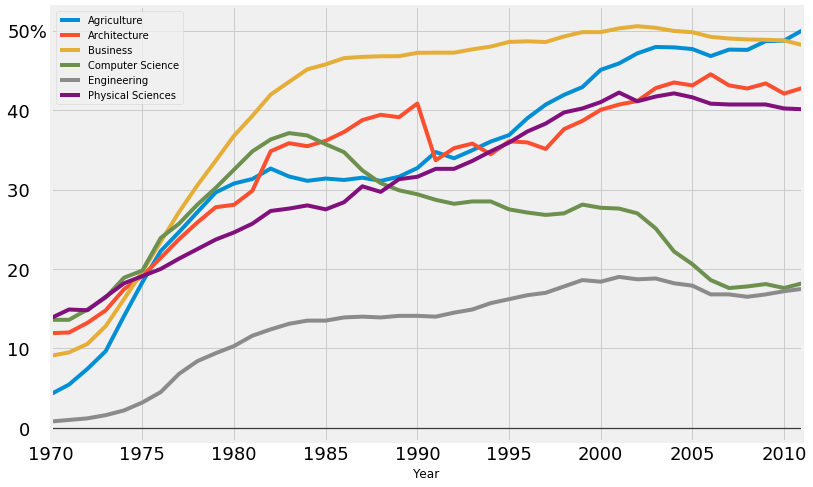 Agriculture
Architecture
Business
Computer Science
Engineering
Physical Sciences
50%
40
30
20
10
0
1970 1975 1980 1985 1990 1995 2000 2005 2010
Year